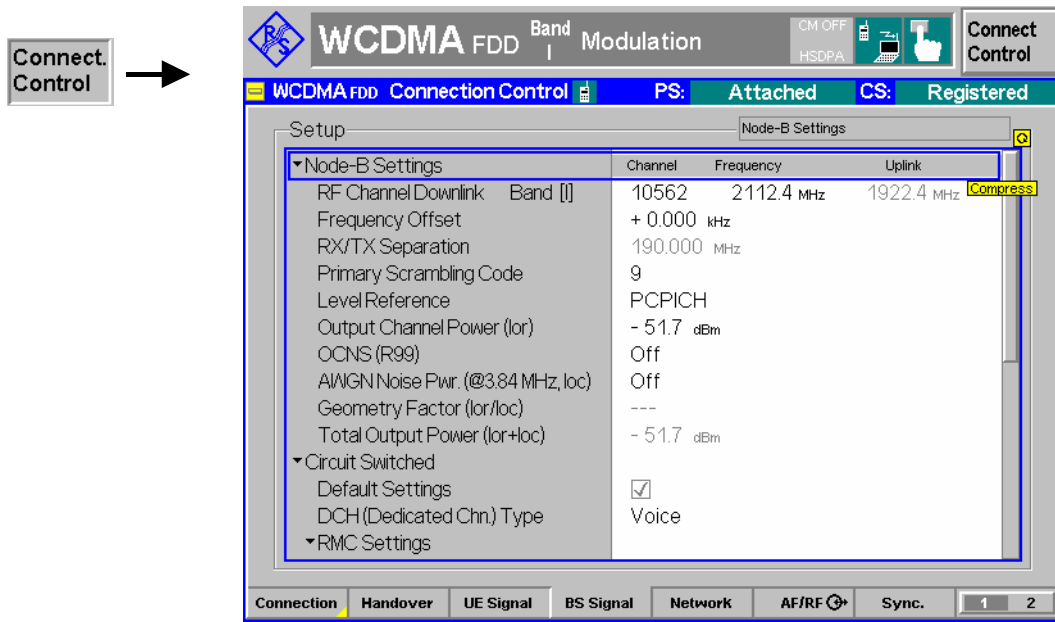 Connect.
Control
R&S
WCDMA FDD Band I Modulation
CM OFF
HSDPA
Connect
Control
WCDMA FDD Connection Control PS: Attached CS: Registered
Setup
Node-B Settings
Node-B Settings Channel Frequency Uplink
RF Channel Downlink Band [I] 10562 2112.4 MHz 1922.4 MHz
Compress
Frequency Offset + 0.000 kHz
RX/TX Separation 190.000 MHz
Primary Scrambling Code 9
Level Reference PCPICH
Output Channel Power (Ior) - 51.7 dBm
OCNS (R99) Off
AWGN Noise Pwr. (@3.84 MHz, Ioc) Off
Geometry Factor (Ior/Ioc) ---
Total Output Power (Ior+Ioc) - 51.7 dBm
Circuit Switched
Default Settings
DCH (Dedicated Chn.) Type Voice
RMC Settings
Connection Handover UE Signal BS Signal Network AF/RF Sync. 1 2